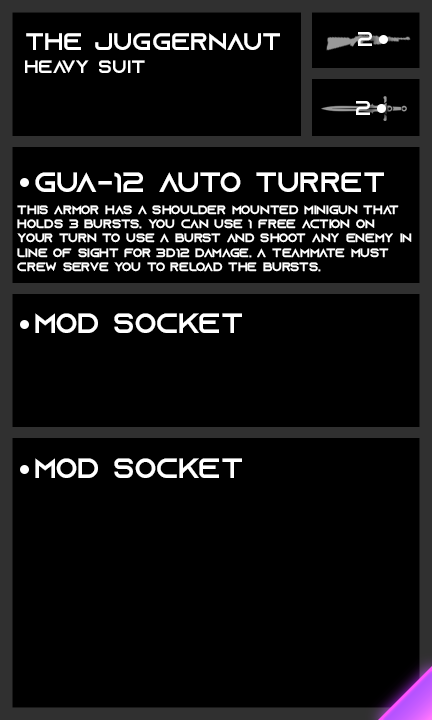 THE JUGGERNAUT
HEAVY SUIT
2•
2•
•GUA-12 AUTO TURRET
THIS ARMOR HAS A SHOULDER MOUNTED MINIGUN THAT
HOLDS 3 BURSTS. YOU CAN USE 1 FREE ACTION ON
YOUR TURN TO USE A BURST AND SHOOT ANY ENEMY IN
LINE OF SIGHT FOR 3D12 DAMAGE. A TEAMMATE MUST
CREW SERVE YOU TO RELOAD THE BURSTS.
•MOD SOCKET
•MOD SOCKET